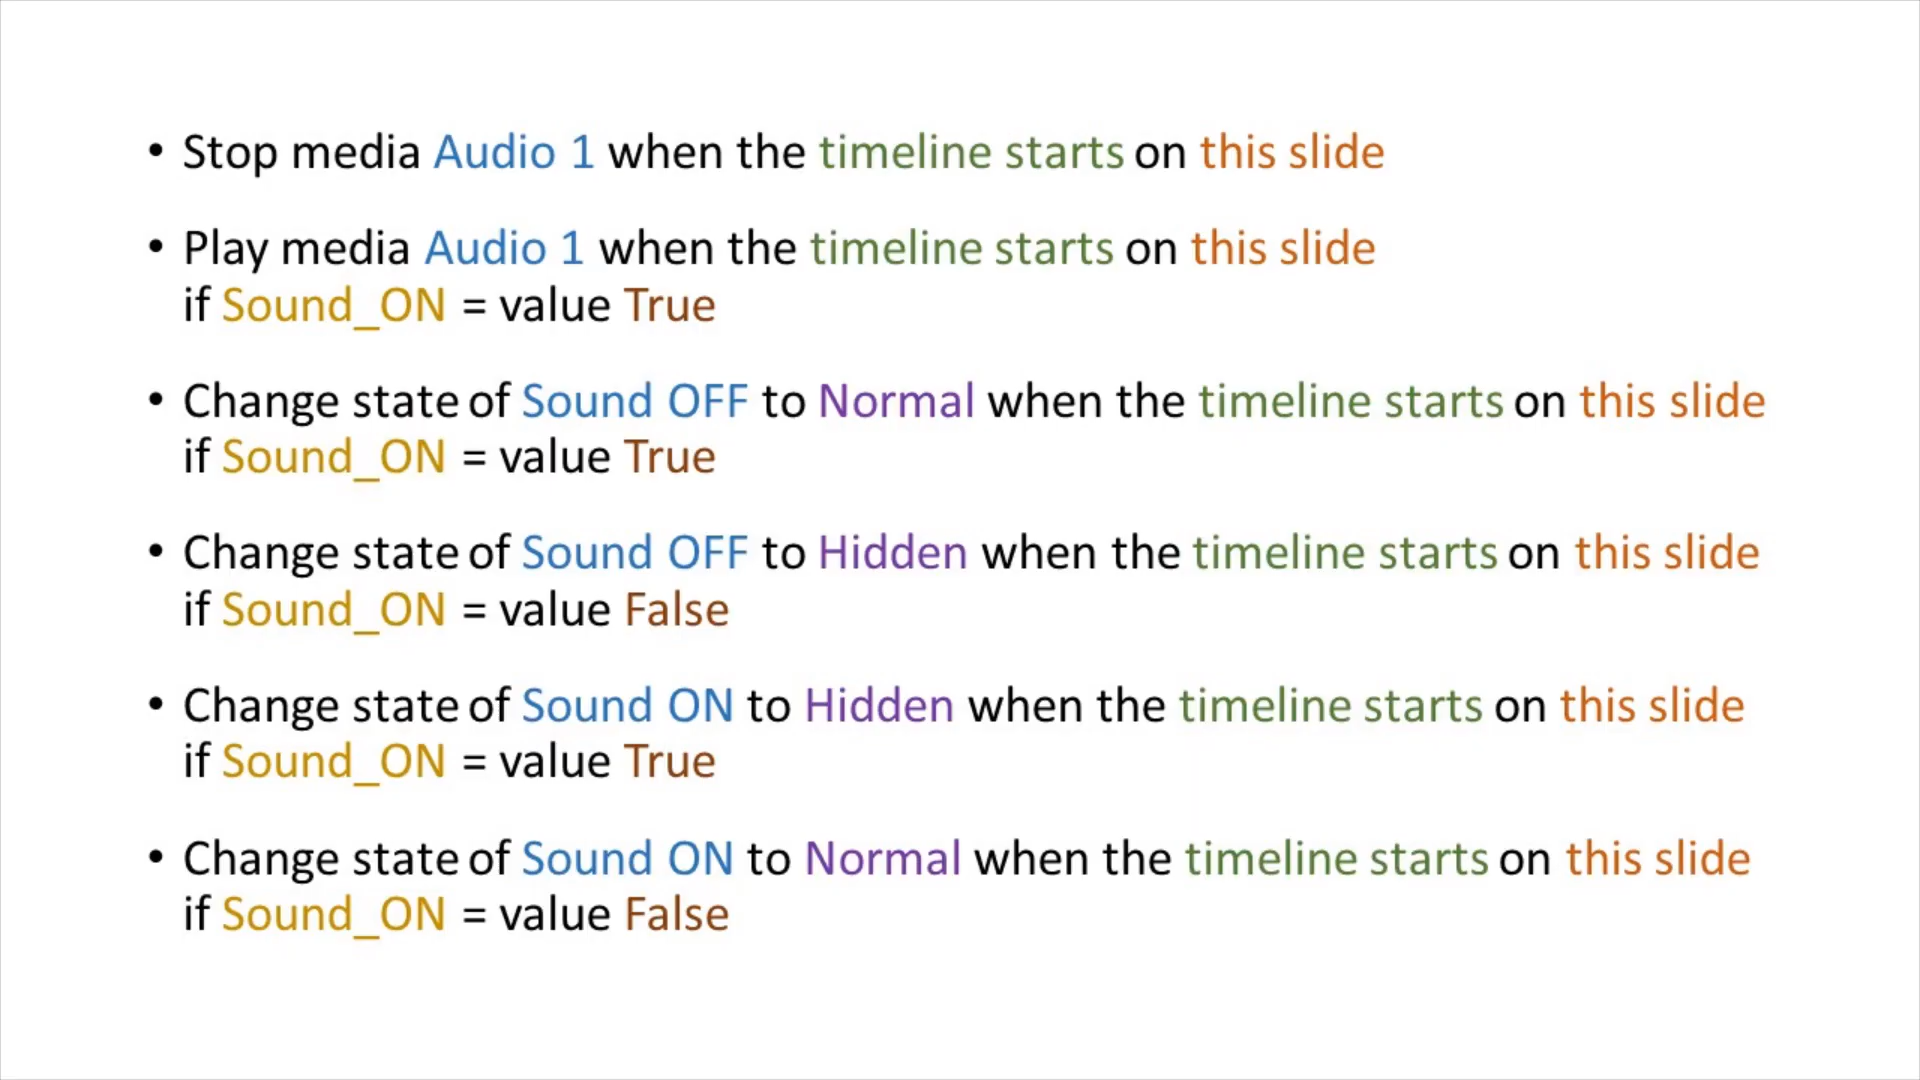 • Stop media Audio 1 when the timeline starts on this slide
• Play media Audio 1 when the timeline starts on this slide
if Sound_ON = value True
• Change state of Sound OFF to Normal when the timeline starts on this slide
if Sound_ON = value True
• Change state of Sound OFF to Hidden when the timeline starts on this slide
if Sound_ON = value False
• Change state of Sound ON to Hidden when the timeline starts on this slide
if Sound_ON = value True
• Change state of Sound ON to Normal when the timeline starts on this slide
if Sound_ON = value False